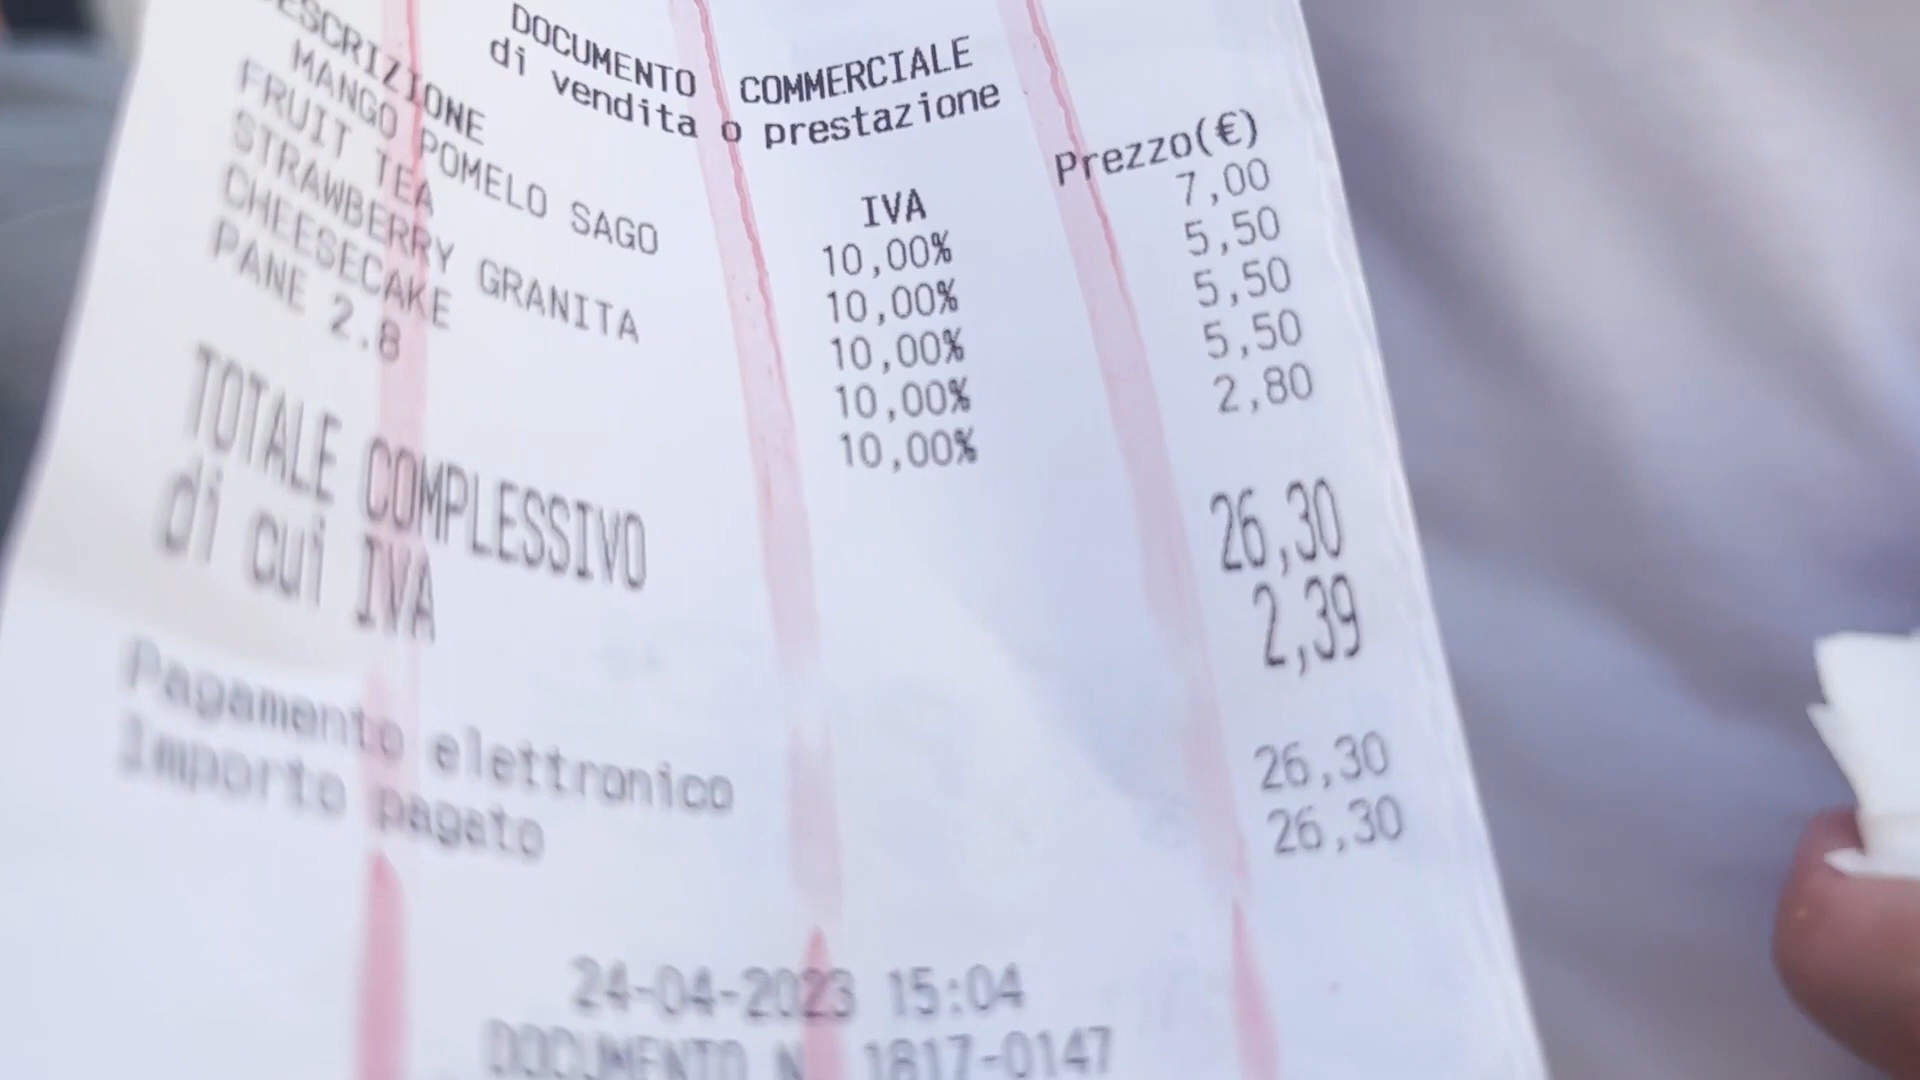 DOCUMENTO COMMERCIALE
di vendita o prestazione
DESCRIZIONE IVA Prezzo(€)
MANGO POMELO SAGO 10,00% 7,00
FRUIT TEA 10,00% 5,50
STRAWBERRY GRANITA 10,00% 5,50
CHEESECAKE 10,00% 5,50
PANE 2.8 10,00% 2,80
TOTALE COMPLESSIVO 26,30
di cui IVA 2,39
Pagamento elettronico 26,30
Importo pagato 26,30
24-04-2023 15:04
DOCUMENTO N 1817-0147